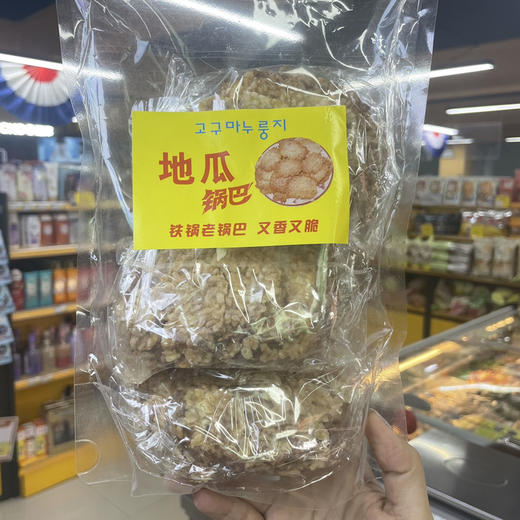 고구마누룽지
地瓜
锅巴
铁锅老锅巴 又香又脆